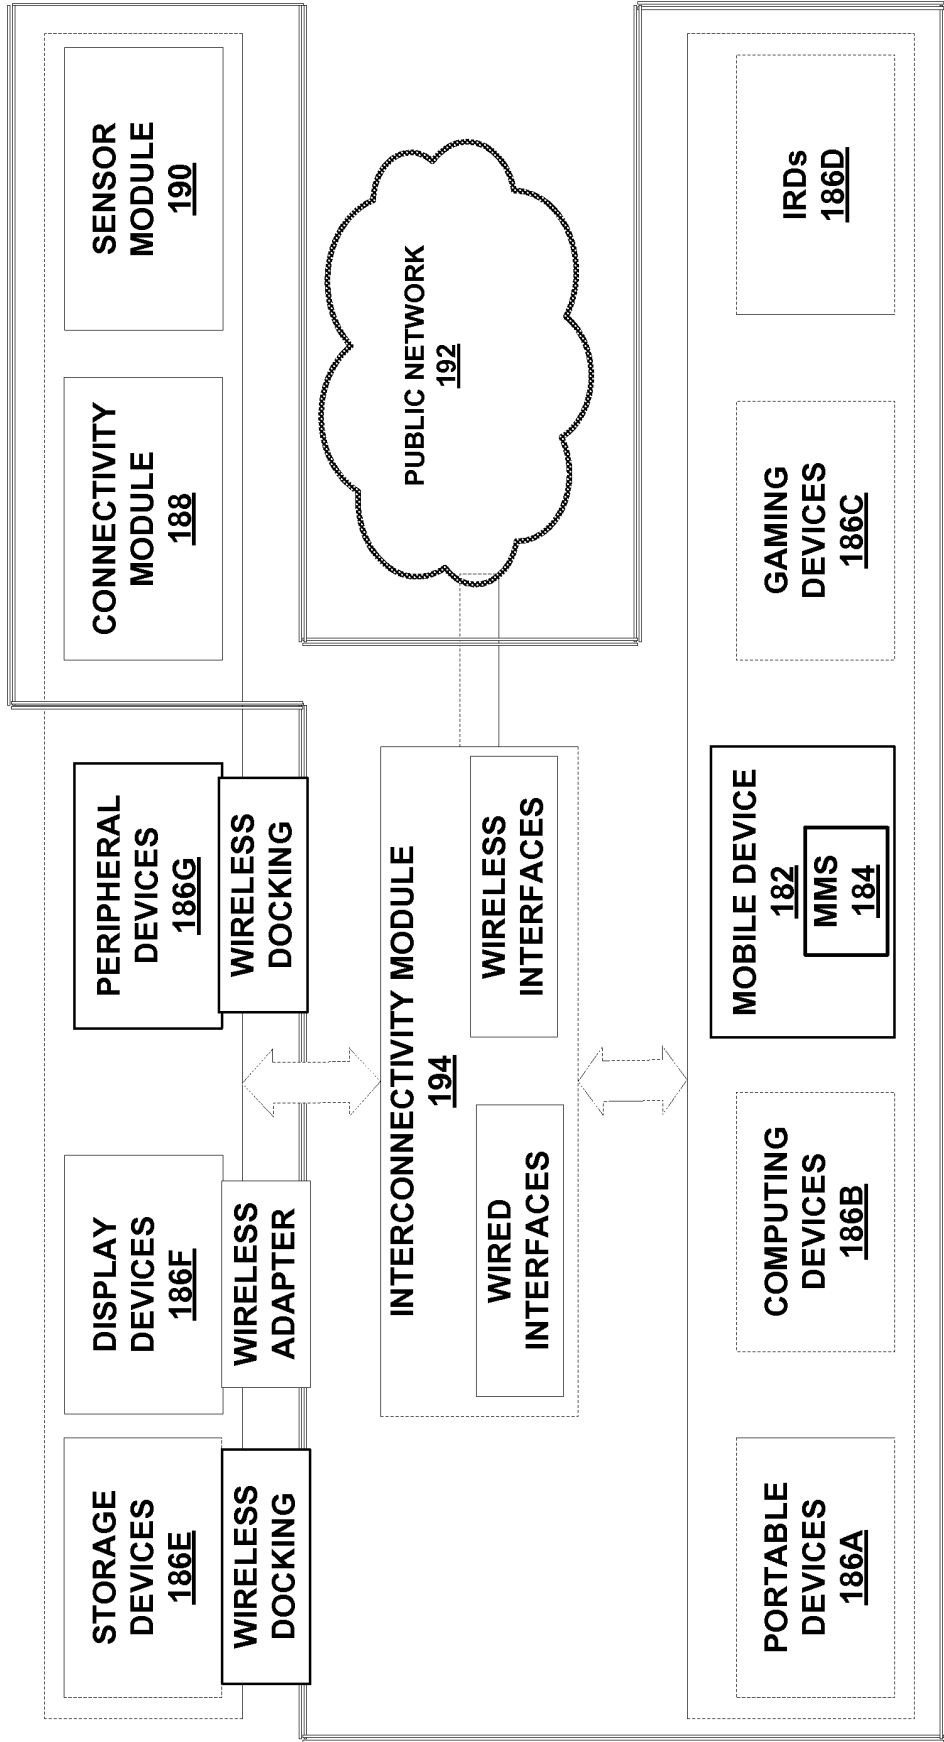 STORAGE
DEVICES
186E
WIRELESS
DOCKING
DISPLAY
DEVICES
186F
WIRELESS
ADAPTER
PERIPHERAL
DEVICES
186G
WIRELESS
DOCKING
CONNECTIVITY
MODULE
188
SENSOR
MODULE
190
INTERCONNECTIVITY MODULE
194
WIRED
INTERFACES
WIRELESS
INTERFACES
PUBLIC NETWORK
192
PORTABLE
DEVICES
186A
COMPUTING
DEVICES
186B
MOBILE DEVICE
182
MMS
184
GAMING
DEVICES
186C
IRDs
186D